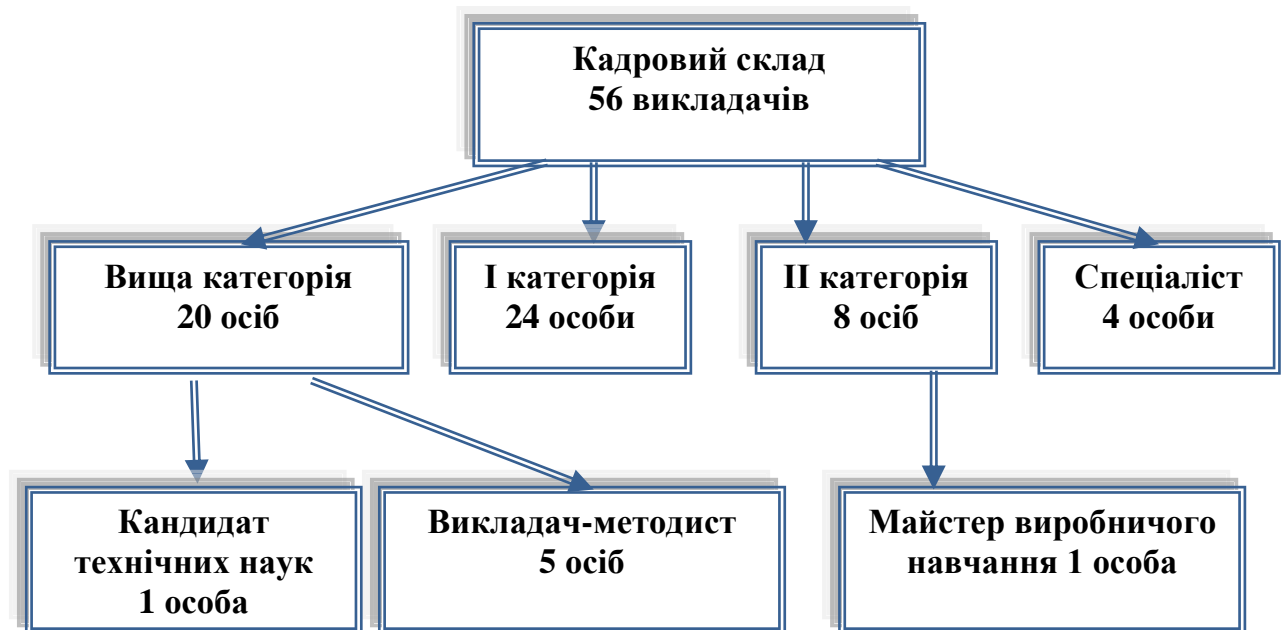 Кадровий склад
56 викладачів
Вища категорія
20 осіб
І категорія
24 особи
ІІ категорія
8 осіб
Спеціаліст
4 особи
Кандидат
технічних наук
1 особа
Викладач-методист
5 осіб
Майстер виробничого
навчання 1 особа